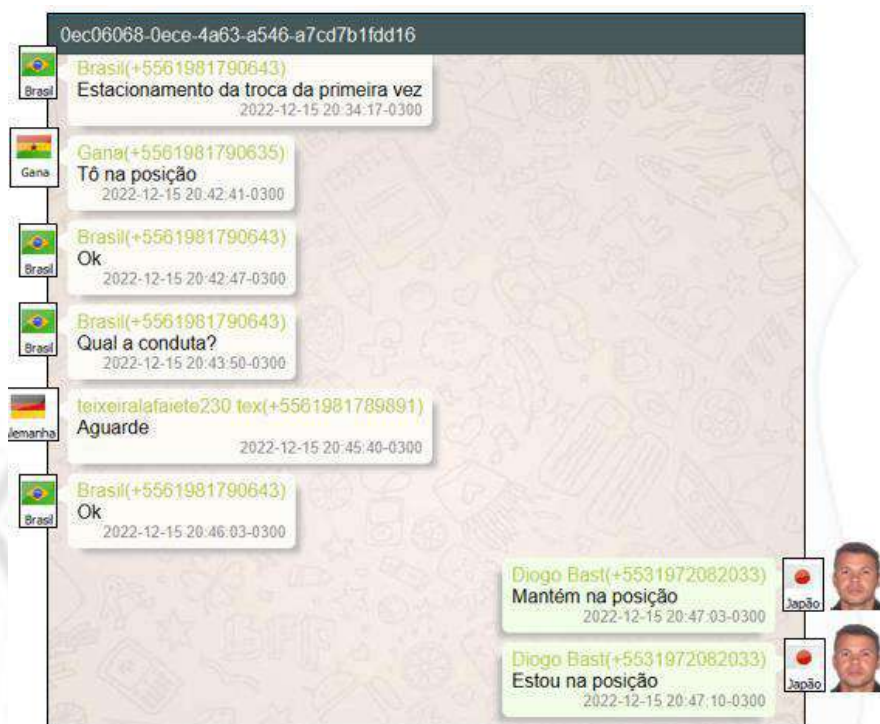 0ec06068-0ece-4a63-a546-a7cd7b1fdd16
Brasil(+5561981790643)
Estacionamento da troca da primeira vez
2022-12-15 20:34:17-0300
Brasil
Gana(+5561981790635)
Tô na posição
2022-12-15 20:42:41-0300
Gana
Brasil(+5561981790643)
Ok
2022-12-15 20:42:47-0300
Brasil
Brasil(+5561981790643)
Qual a conduta?
2022-12-15 20:43:50-0300
Brasil
teixeiralafaiete230 tex(+5561981789891)
Aguarde
2022-12-15 20:45:40-0300
lemanha
Brasil(+5561981790643)
Ok
2022-12-15 20:46:03-0300
Brasil
Diogo Bast(+5531972082033)
Mantém na posição
2022-12-15 20:47:03-0300
Japão
Diogo Bast(+5531972082033)
Estou na posição
2022-12-15 20:47:10-0300
Japão